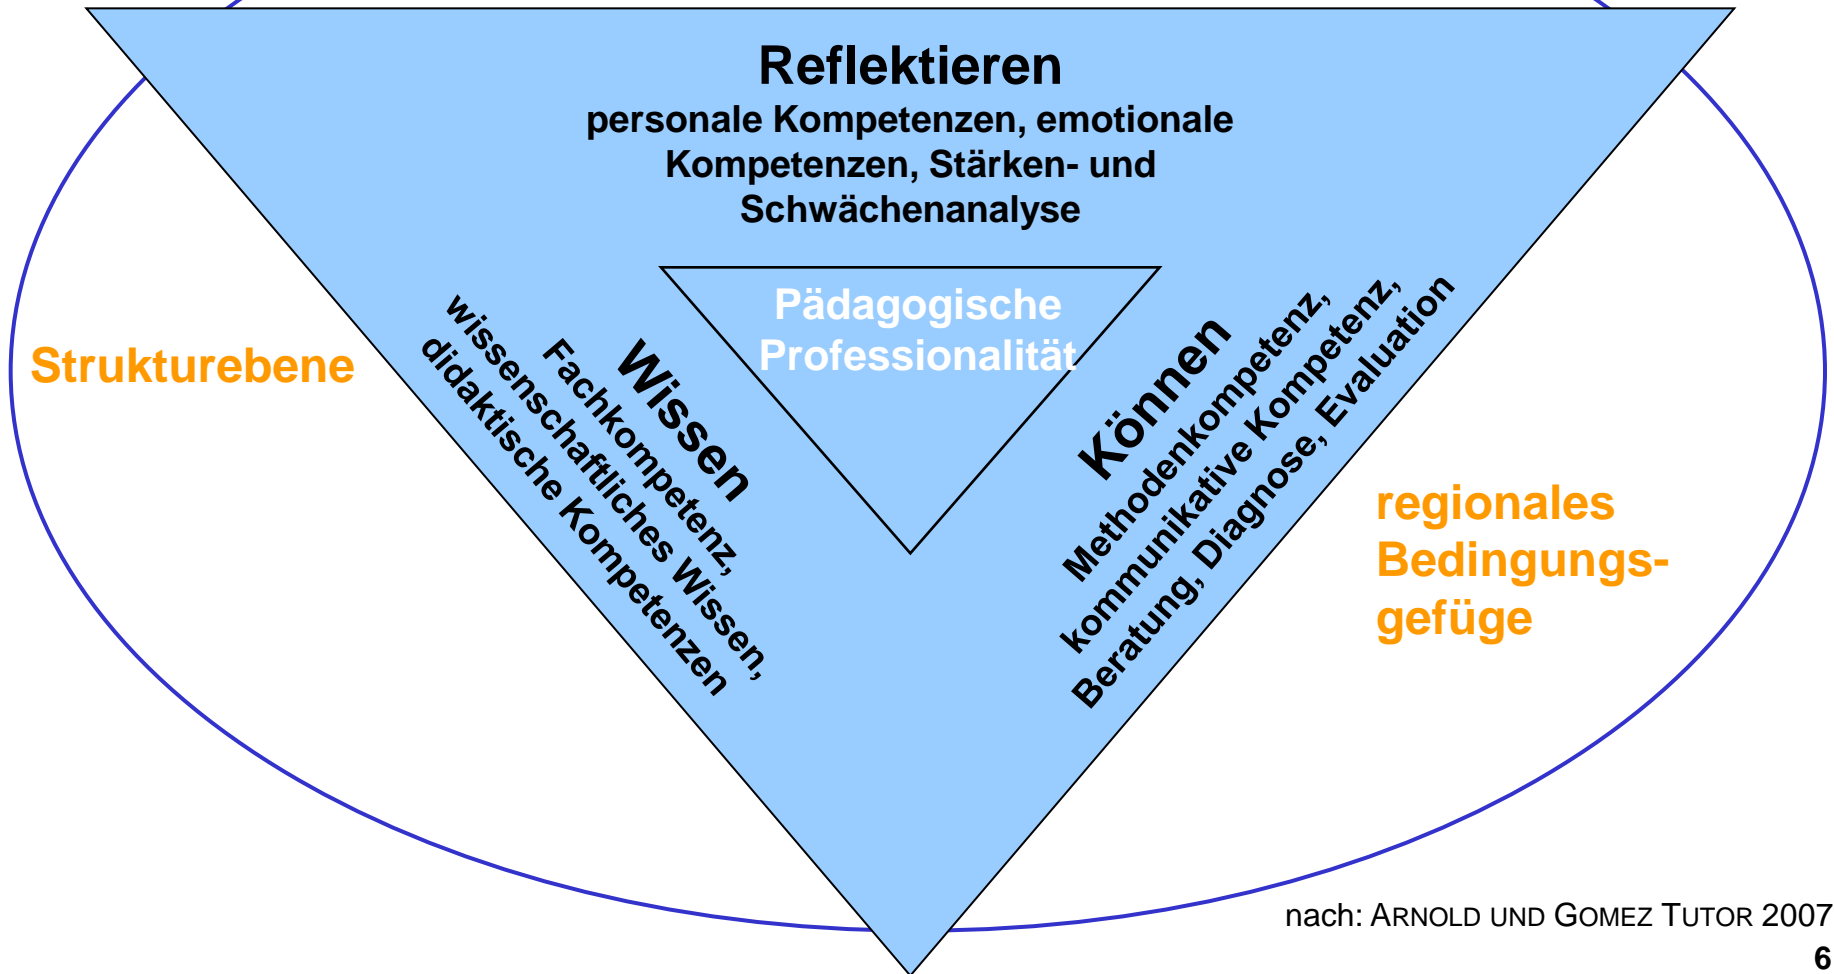 Reflektieren
personale Kompetenzen, emotionale
Kompetenzen, Stärken- und
Schwächenanalyse
Pädagogische
Professionalität
Strukturebene
Wissen
Fachkompetenz,
wissenschaftliches Wissen,
didaktische Kompetenzen
Können
Methodenkompetenz,
kommunikative Kompetenz,
Beratung, Diagnose, Evaluation
regionales
Bedingungs-
gefüge
nach: ARNOLD UND GOMEZ TUTOR 2007
6